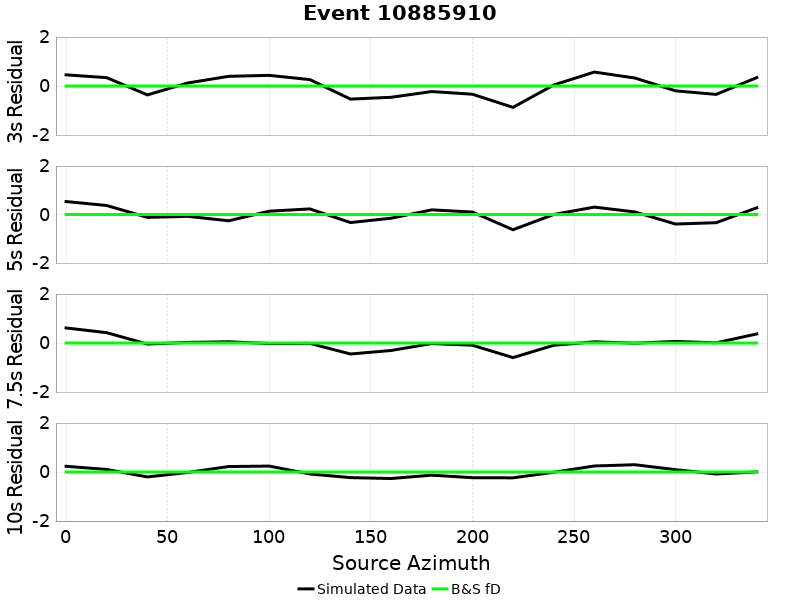 Event 10885910
3s Residual
2
0
-2
5s Residual
2
0
-2
7.5s Residual
2
0
-2
10s Residual
2
0
-2
0 50 100 150 200 250 300
Source Azimuth
Simulated Data B&S fD